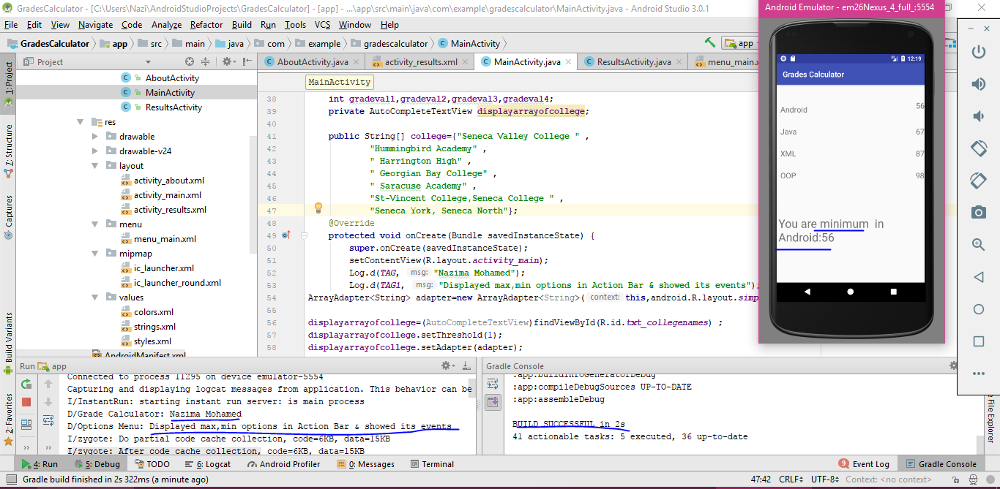 GradesCalculator - [C:\Users\Nazi\AndroidStudioProjects\GradesCalculator] - [app] - ...\app\src\main\java\com\example\gradescalculator\MainActivity.java - Android Studio 3.0.1
File Edit View Navigate Code Analyze Refactor Build Run Tools VCS Window Help
GradesCalculator app src main java com example gradescalculator MainActivity app
Project
AboutActivity.java activity_results.xml MainActivity.java ResultsActivity.java menu_main.x
1: Project
7: Structure
Captures
Build Variants
2: Favorites
AboutActivity
MainActivity
ResultsActivity
res
drawable
drawable-v24
layout
activity_about.xml
activity_main.xml
activity_results.xml
menu
menu_main.xml
mipmap
ic_launcher.xml
ic_launcher_round.xml
values
colors.xml
strings.xml
styles.xml
AndroidManifest.xml
MainActivity
38 int gradeval1,gradeval2,gradeval3,gradeval4;
39 private AutoCompleteTextView displayarrayofcollege;
40
41 public String[] college={"Seneca Valley College " ,
42 "Hummingbird Academy" ,
43 " Harrington High" ,
44 " Georgian Bay College" ,
45 " Saracuse Academy" ,
46 "St-Vincent College,Seneca College " ,
47 "Seneca York, Seneca North"};
48 @Override
49 protected void onCreate(Bundle savedInstanceState) {
50 super.onCreate(savedInstanceState);
51 setContentView(R.layout.activity_main);
52 Log.d(TAG, msg: "Nazima Mohamed");
53 Log.d(TAG1, msg: "Displayed max,min options in Action Bar & showed its events");
54 ArrayAdapter<String> adapter=new ArrayAdapter<String>( context: this,android.R.layout.simp
55
56 displayarrayofcollege=(AutoCompleteTextView)findViewById(R.id.txt_collegenames) ;
57 displayarrayofcollege.setThreshold(1);
58 displayarrayofcollege.setAdapter(adapter);
Android Emulator - em26Nexus_4_full_:5554
12:19
Grades Calculator
Android 56
Java 67
XML 87
OOP 98
You are minimum in
Android:56
Run app
Connected to process 11295 on device emulator-5554
Capturing and displaying logcat messages from application. This behavior can be
I/InstantRun: starting instant run server: is main process
D/Grade Calculator: Nazima Mohamed
D/Options Menu: Displayed max,min options in Action Bar & showed its events
I/zygote: Do partial code cache collection, code=6KB, data=15KB
I/zygote: After code cache collection, code=6KB, data=15KB
Gradle Console
:app:buildInfoGeneratorDebug
:app:compileDebugSources UP-TO-DATE
:app:assembleDebug
BUILD SUCCESSFUL in 2s
41 actionable tasks: 5 executed, 36 up-to-date
e File Explorer
4: Run 5: Debug TODO 6: Logcat Android Profiler 0: Messages Terminal 9 Event Log Gradle Console
Gradle build finished in 2s 322ms (a minute ago) 47:42 CRLF UTF-8 Context: <no context>